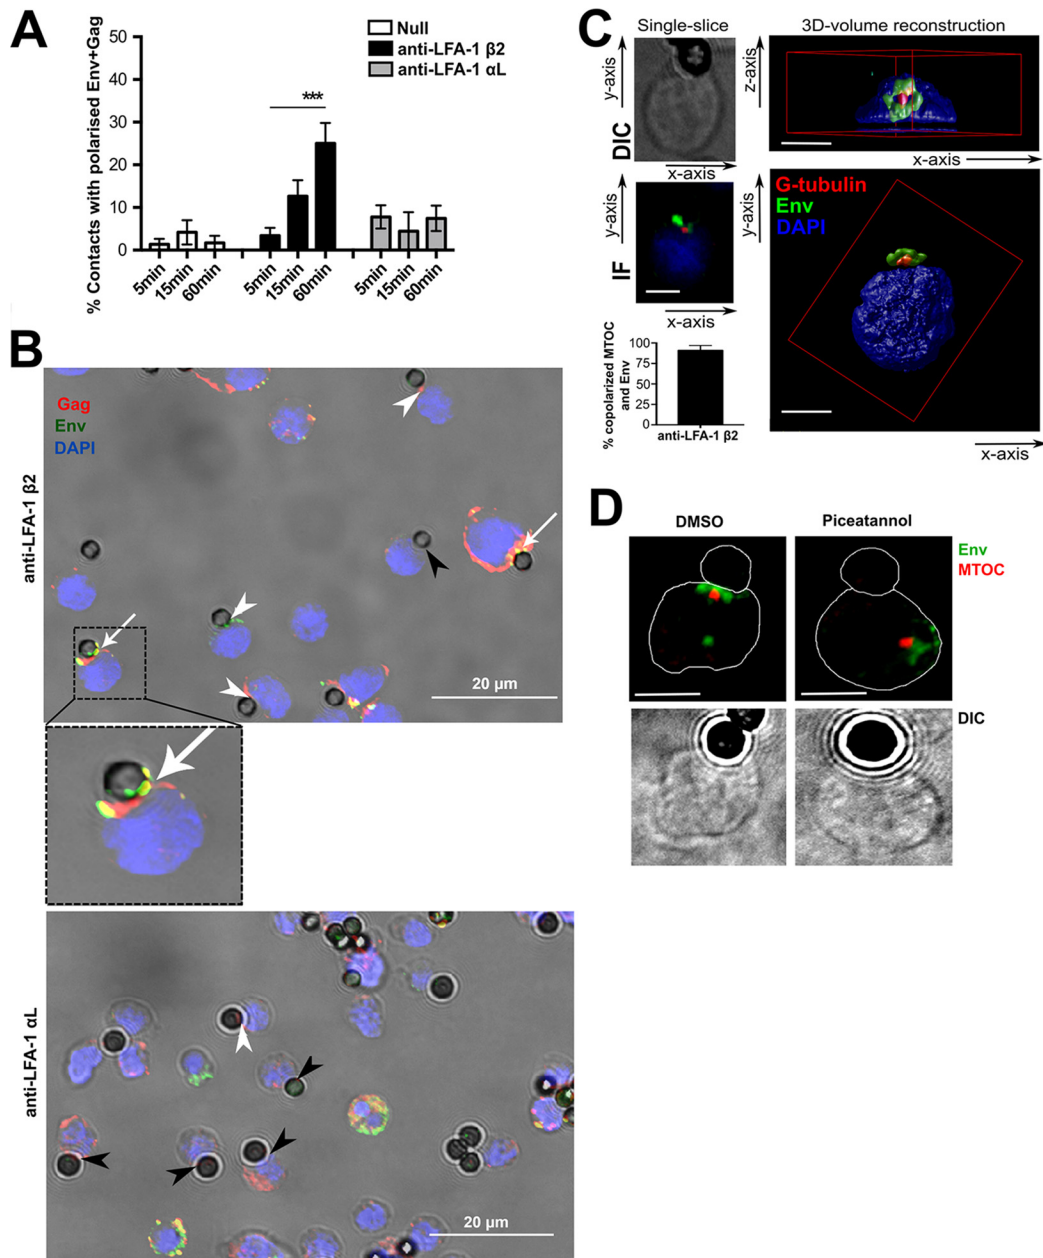 A
% Contacts with polarised Env+Gag
50
40
30
20
10
0
***
Null
anti-LFA-1 β2
anti-LFA-1 αL
5min
15min
60min
5min
15min
60min
5min
15min
60min
B
anti-LFA-1 β2
Gag
Env
DAPI
20 µm
anti-LFA-1 αL
20 µm
C
Single-slice
3D-volume reconstruction
y-axis
DIC
x-axis
z-axis
x-axis
y-axis
IF
x-axis
y-axis
G-tubulin
Env
DAPI
x-axis
% copolarized MTOC
and Env
100
75
50
25
0
anti-LFA-1 β2
D
DMSO
Piceatannol
Env
MTOC
DIC